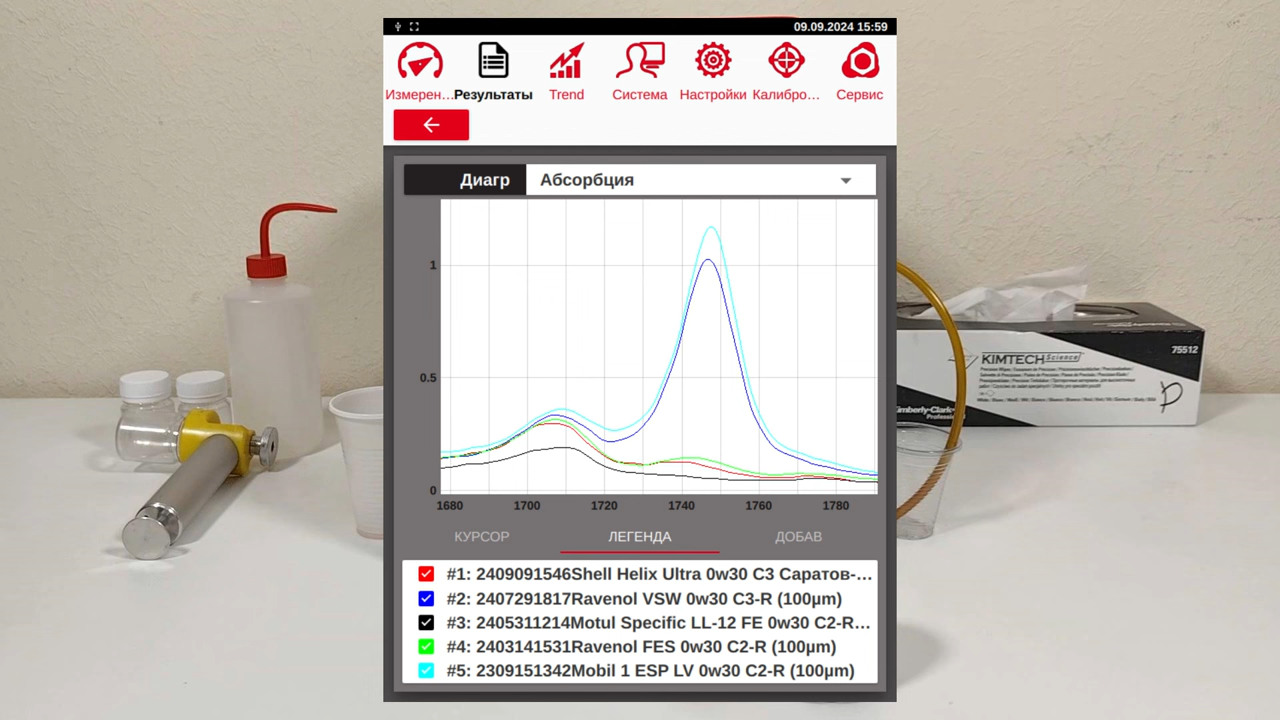 09.09.2024 15:59
Измерен... Результаты Trend Система Настройки Калибро... Сервис
Диагр Абсорбция
1
0.5
0
1680 1700 1720 1740 1760 1780
КУРСОР ЛЕГЕНДА ДОБАВ
#1: 2409091546Shell Helix Ultra 0w30 C3 Саратов-...
#2: 2407291817Ravenol VSW 0w30 C3-R (100µm)
#3: 2405311214Motul Specific LL-12 FE 0w30 C2-R...
#4: 2403141531Ravenol FES 0w30 C2-R (100µm)
#5: 2309151342Mobil 1 ESP LV 0w30 C2-R (100µm)
75512
KIMTECH Science
Kimberly-Clark
Professional
D